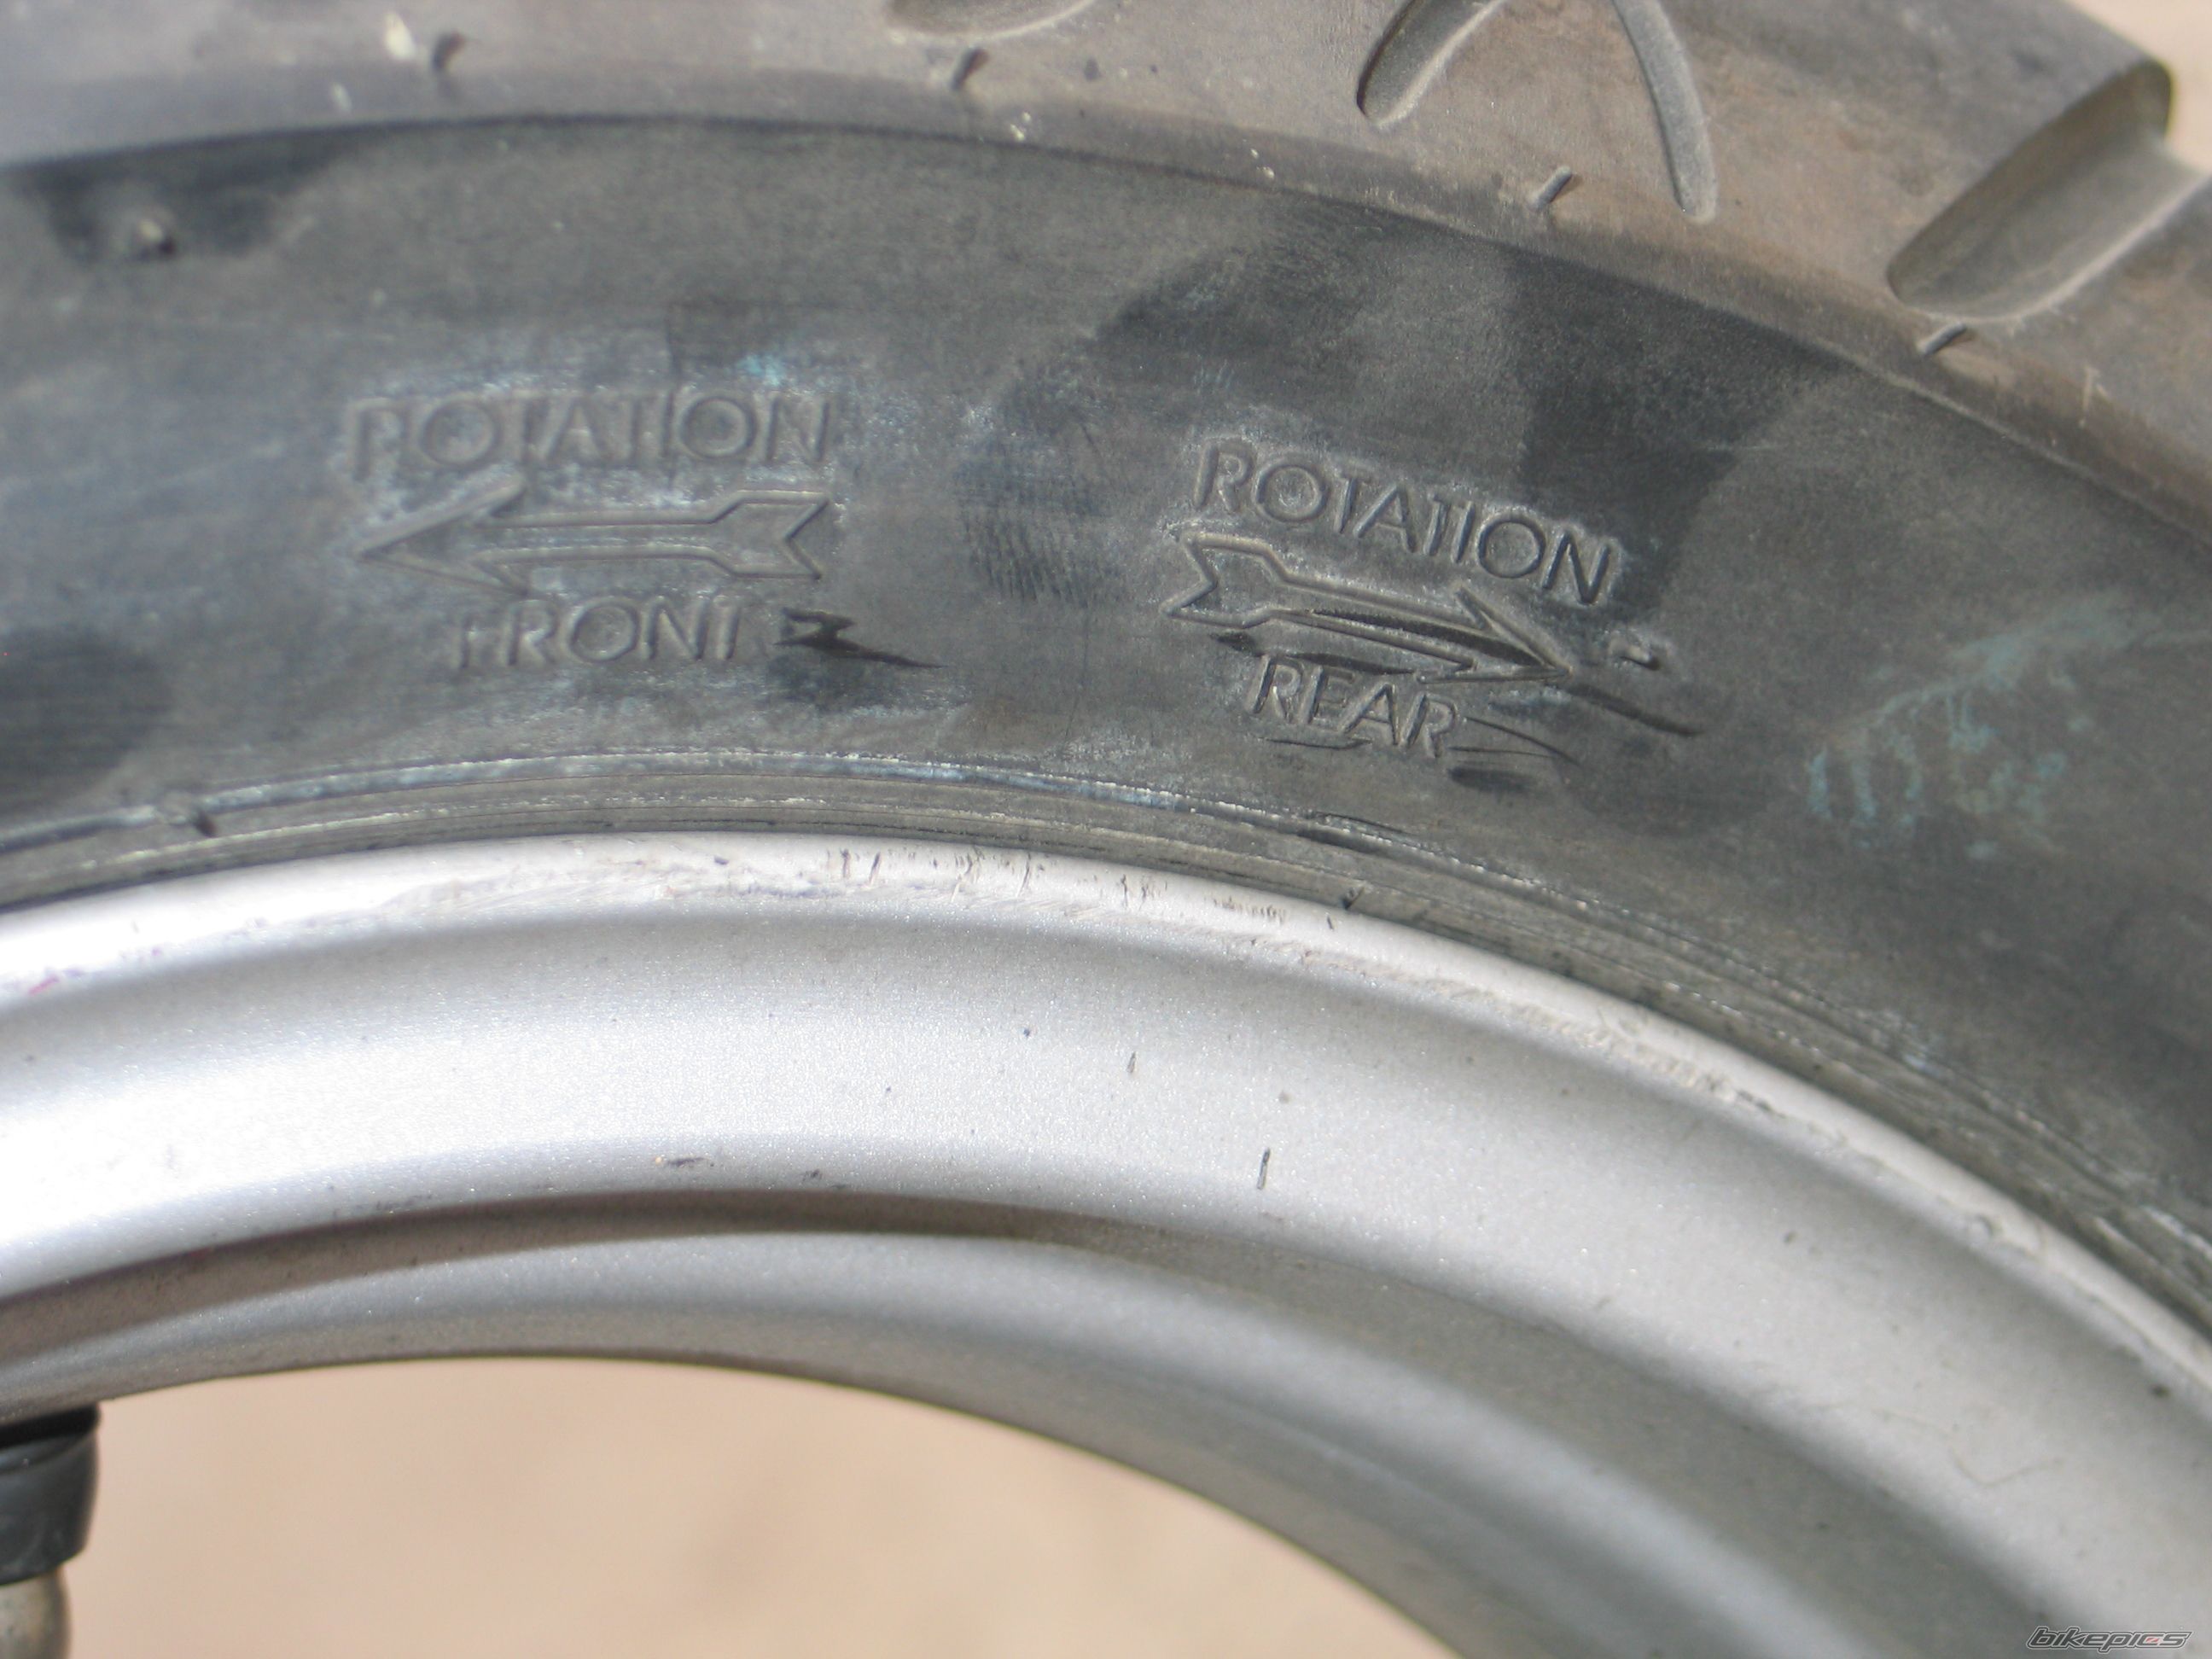 ROTATION
FRONT
ROTATION
REAR
bikepics